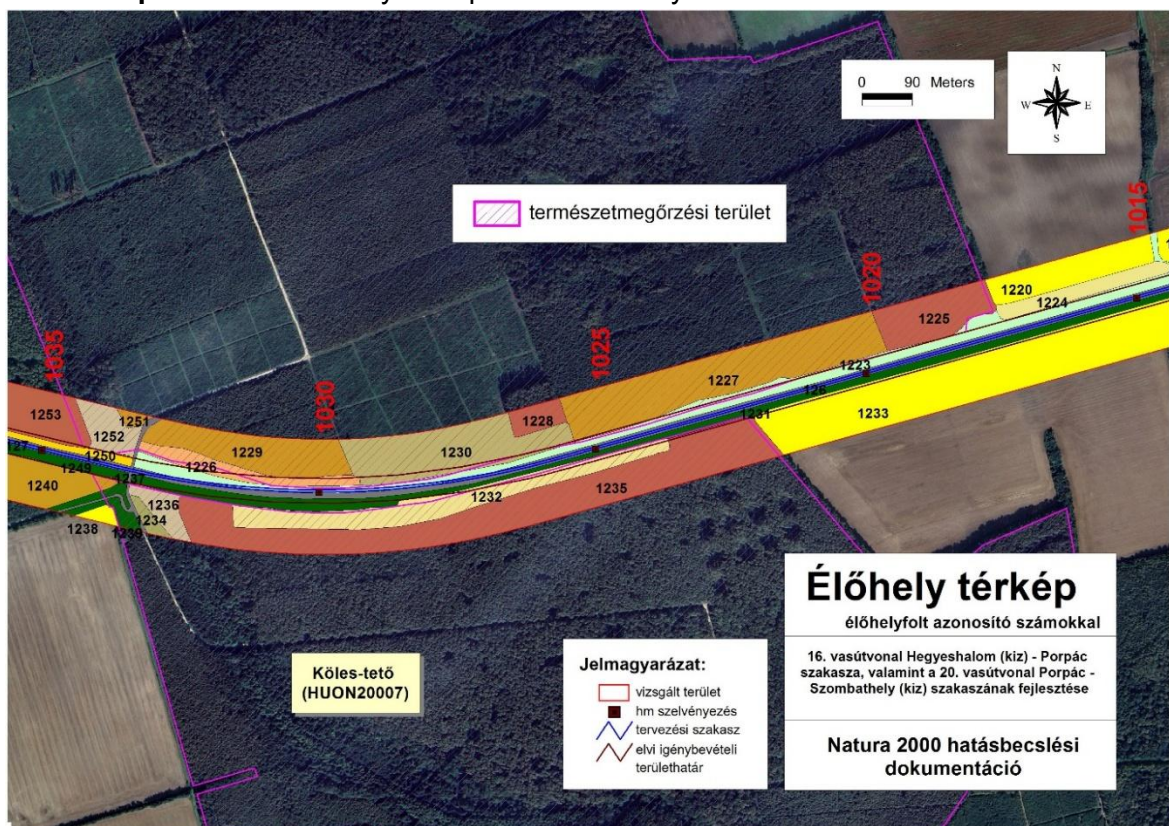 0 90 Meters
N
W E
S
természetmegőrzési terület
1015
1020
1025
1030
1035
1220
1224
1225
1223
1227
126
1231
1233
1228
1230
1229
1251
1252
1253
1250
1226
1249
1237
1240
1236
1234
1238
1239
1232
1235
Köles-tető
(HUON20007)
Jelmagyarázat:
vizsgált terület
hm szelvényezés
tervezési szakasz
elvi igénybevételi
területhatár
Élőhely térkép
élőhelyfolt azonosító számokkal
16. vasútvonal Hegyeshalom (kiz) - Porpác
szakasza, valamint a 20. vasútvonal Porpác -
Szombathely (kiz) szakaszának fejlesztése
Natura 2000 hatásbecslési
dokumentáció